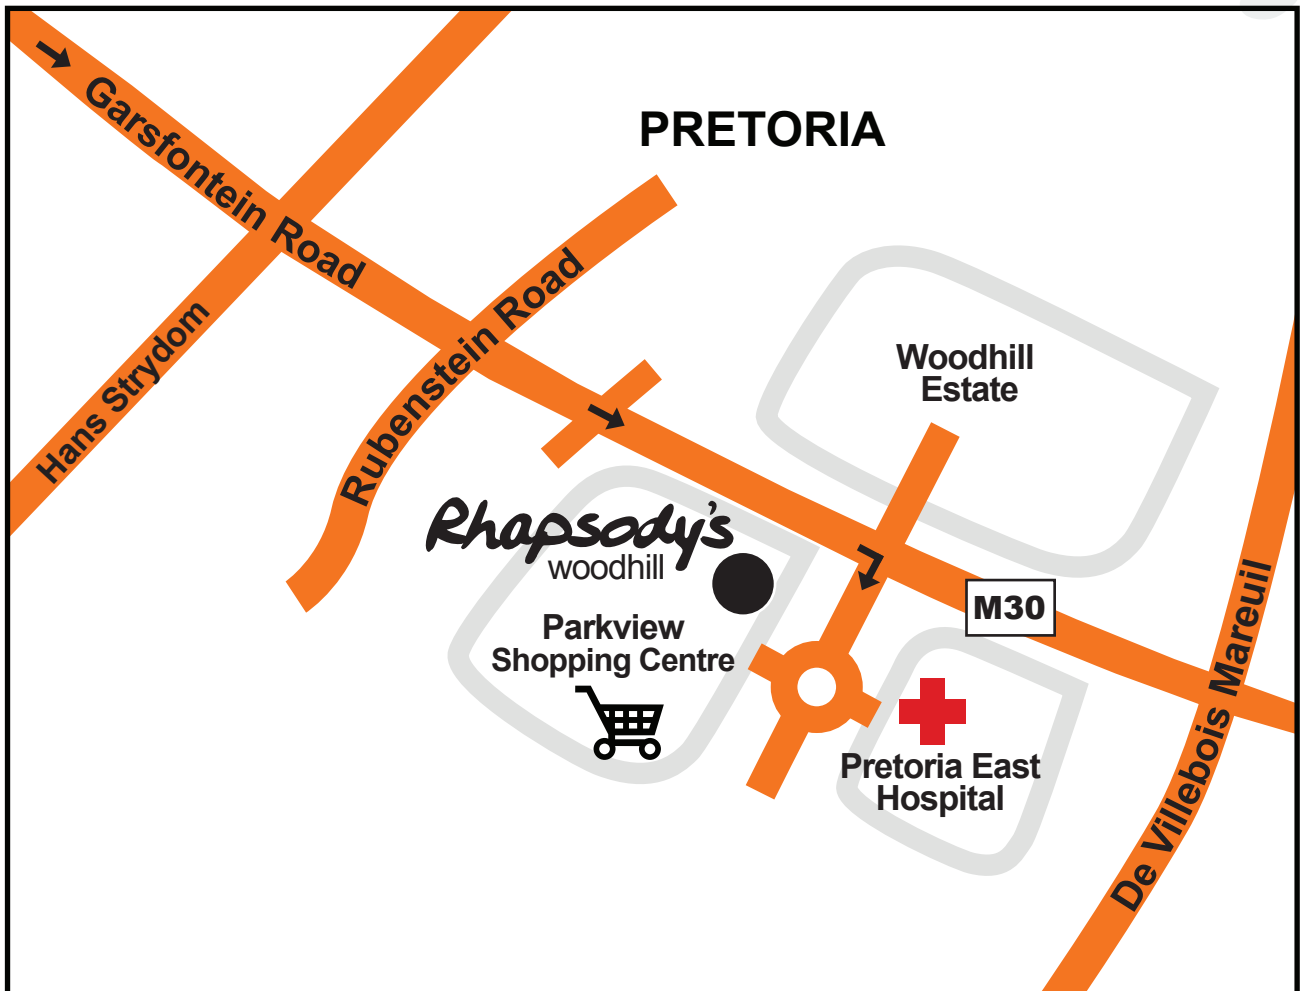 PRETORIA
Garsfontein Road
Rubenstein Road
Hans Strydom
Woodhill
Estate
Rhapsody's
woodhill
Parkview
Shopping Centre
M30
Pretoria East
Hospital
De Villebois Mareuil